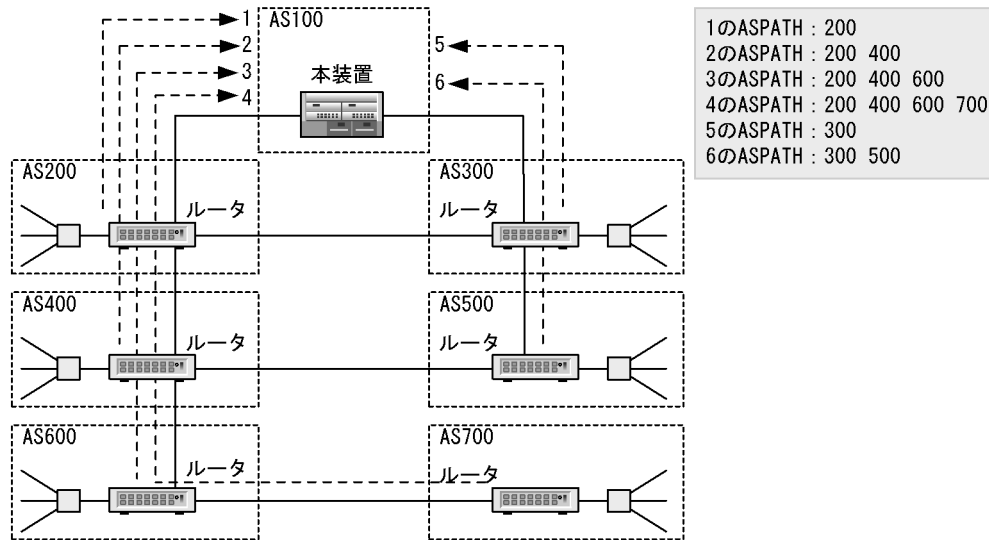 1
AS100
2
5
3
本装置
6
4
1のASPATH：200
2のASPATH：200 400
3のASPATH：200 400 600
4のASPATH：200 400 600 700
5のASPATH：300
6のASPATH：300 500
AS200
ルータ
AS300
ルータ
AS400
ルータ
AS500
ルータ
AS600
ルータ
AS700
ルータ